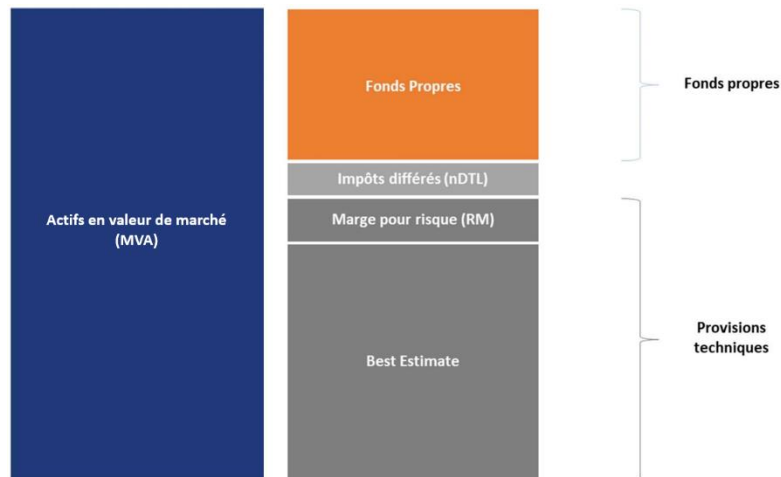 Fonds Propres
Fonds propres
Impôts différés (nDTL)
Actifs en valeur de marché
(MVA)
Marge pour risque (RM)
Provisions
techniques
Best Estimate